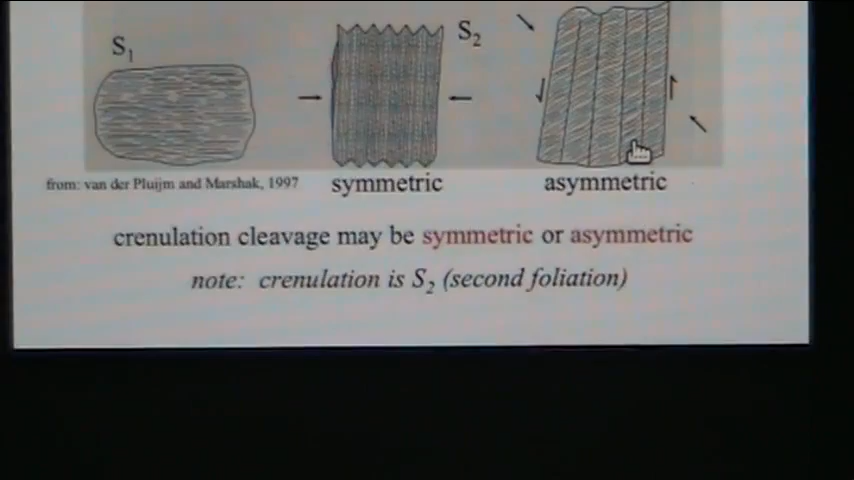 S₁
S₂
from: van der Pluijm and Marshak, 1997
symmetric
asymmetric
crenulation cleavage may be symmetric or asymmetric
note: crenulation is S₂ (second foliation)